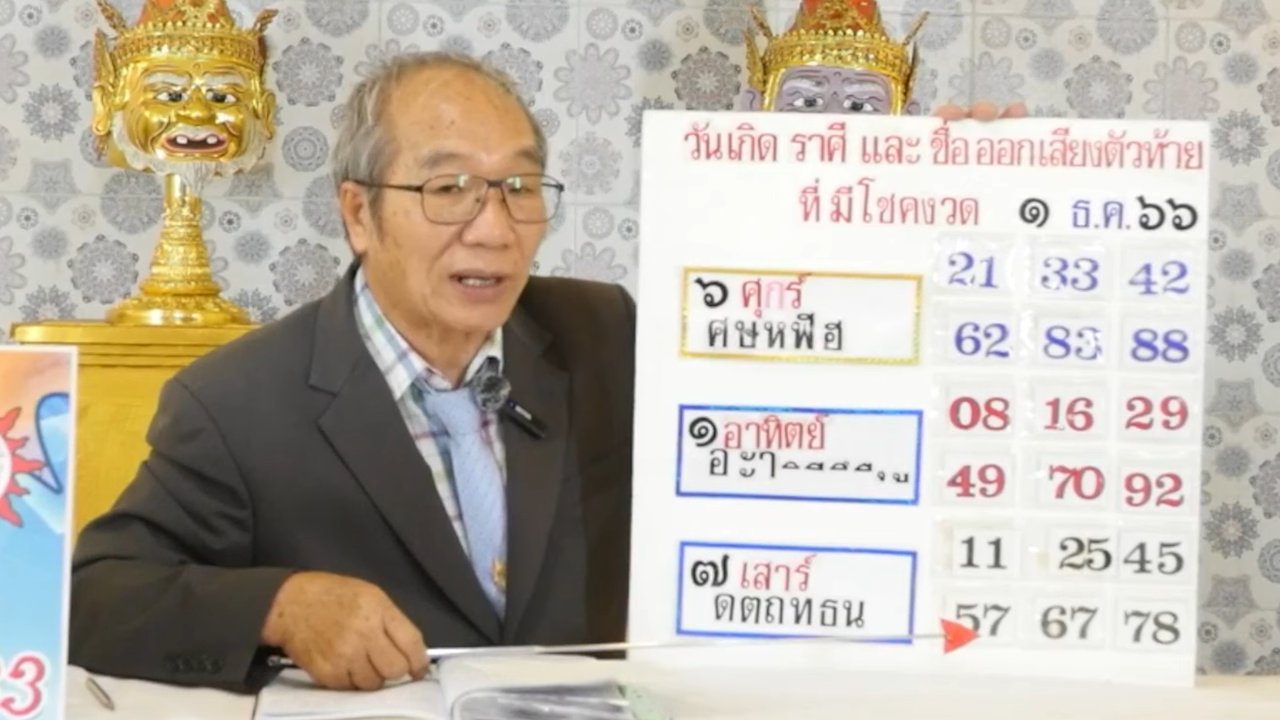 วันเกิด ราศี และ ชื่อ ออกเสียงตัวท้าย
ที่ มีโชคงวด ๑ ธ.ค.๖๖
๖ ศุกร์
ศษหฬฮ
21 33 42
62 83 88
๑ อาทิตย์
อะา
08 16 29
49 70 92
๗ เสาร์
ดตถทธน
11 25 45
57 67 78
3